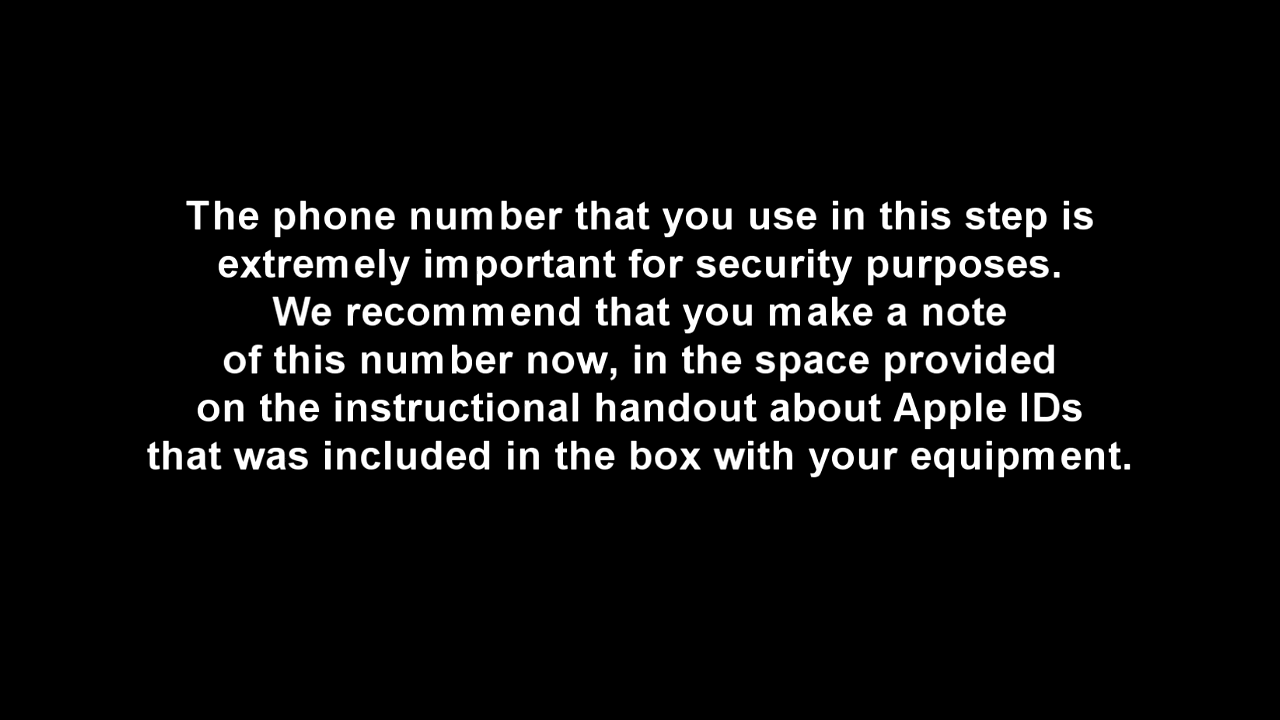 The phone number that you use in this step is
extremely important for security purposes.
We recommend that you make a note
of this number now, in the space provided
on the instructional handout about Apple IDs
that was included in the box with your equipment.